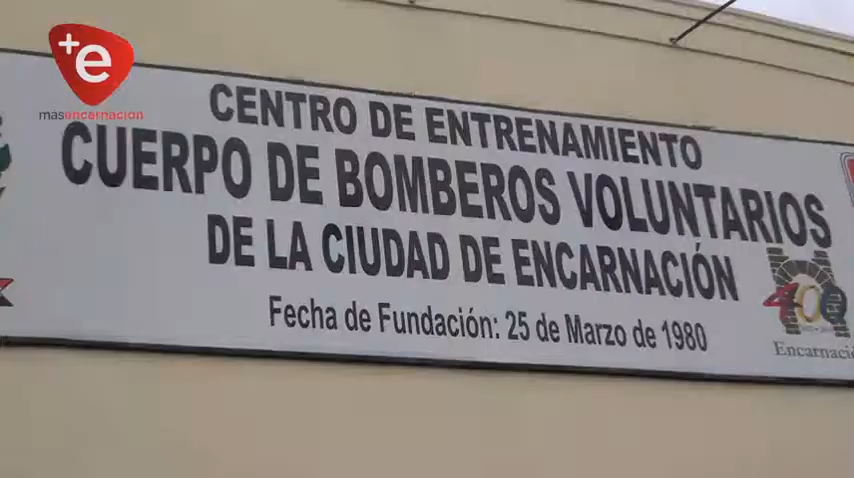 +e
masencarnacion
CENTRO DE ENTRENAMIENTO
CUERPO DE BOMBEROS VOLUNTARIOS
DE LA CIUDAD DE ENCARNACIÓN
Fecha de Fundación: 25 de Marzo de 1980
400